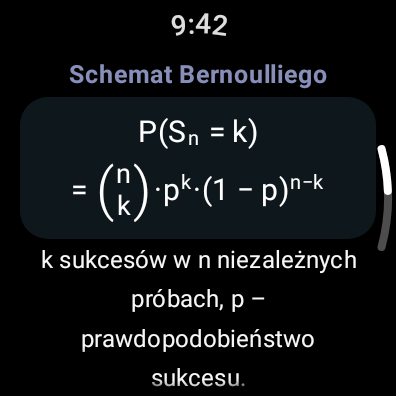 9:42
Schemat Bernoulliego
P(Sₙ = k)
= (n k)·pᵏ·(1 − p)ⁿ⁻ᵏ
k sukcesów w n niezależnych
próbach, p –
prawdopodobieństwo
sukcesu.